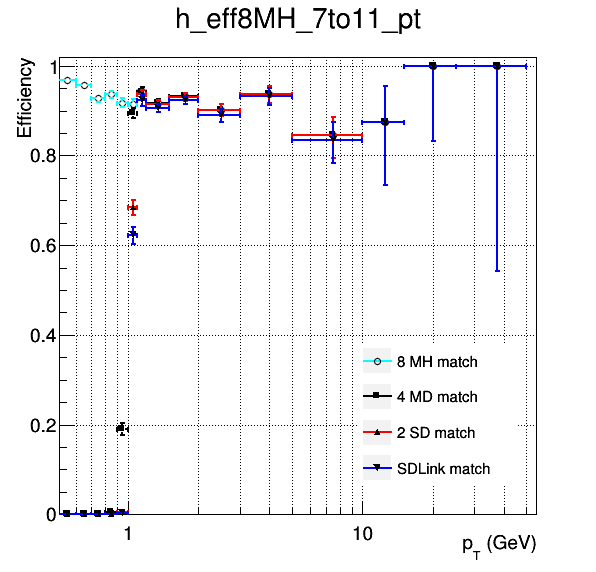 h_eff8MH_7to11_pt
Efficiency
1
0.8
0.6
0.4
0.2
0
8 MH match
4 MD match
2 SD match
SDLink match
1
10
pT (GeV)